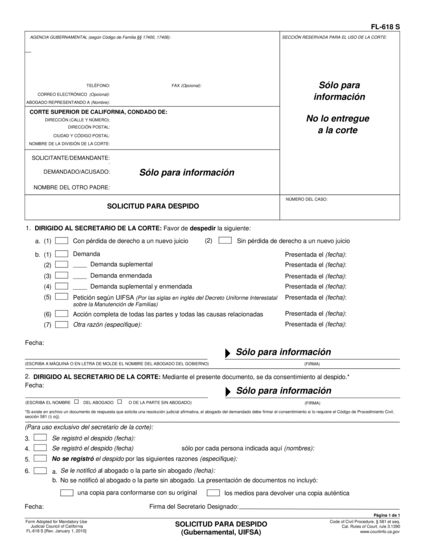 FL-618 S
AGENCIA GUBERNAMENTAL (según Código de Familia §§ 17400, 17406):
SECCIÓN RESERVADA PARA EL USO DE LA CORTE:
TELÉFONO:
FAX (Opcional):
CORREO ELECTRÓNICO (Opcional):
ABOGADO REPRESENTANDO A (Nombre):
Sólo para
información
No lo entregue
a la corte
CORTE SUPERIOR DE CALIFORNIA, CONDADO DE:
DIRECCIÓN (CALLE Y NÚMERO):
DIRECCIÓN POSTAL:
CIUDAD Y CÓDIGO POSTAL:
NOMBRE DE LA DIVISIÓN DE LA CORTE:
SOLICITANTE/DEMANDANTE:
DEMANDADO/ACUSADO:
Sólo para información
NOMBRE DEL OTRO PADRE:
SOLICITUD PARA DESPIDO
NÚMERO DEL CASO:
1. DIRIGIDO AL SECRETARIO DE LA CORTE: Favor de despedir la siguiente:
a. (1) Con pérdida de derecho a un nuevo juicio (2) Sin pérdida de derecho a un nuevo juicio
b. (1) Demanda Presentada el (fecha):
(2) ____ Demanda suplemental Presentada el (fecha):
(3) ____ Demanda enmendada Presentada el (fecha):
(4) ____ Demanda suplemental y enmendada Presentada el (fecha):
(5) Petición según UIFSA (Por las siglas en inglés del Decreto Uniforme Interestatal Presentada el (fecha):
sobre la Manutención de Familias)
(6) Acción completa de todas las partes y todas las causas relacionadas Presentada el (fecha):
(7) Otra razón (especifique): Presentada el (fecha):
Fecha:
Sólo para información
(ESCRIBA A MÁQUINA O EN LETRA DE MOLDE EL NOMBRE DEL ABOGADO DEL GOBIERNO) (FIRMA)
2. DIRIGIDO AL SECRETARIO DE LA CORTE: Mediante el presente documento, se da consentimiento al despido.*
Fecha:
Sólo para información
(ESCRIBA EL NOMBRE DEL ABOGADO O DE LA PARTE SIN ABOGADO) (FIRMA)
*Si existe en archivo un documento de respuesta que solicita una resolución judicial afirmativa, el abogado del demandado debe firmar el consentimiento si lo requiere el Código de Procedimiento Civil,
sección 581 (i) o(j).
(Para uso exclusivo del secretario de la corte):
3. Se registró el despido (fecha):
4. Se registró el despido (fecha) sólo por cada persona indicada aquí (nombres):
5. No se registró el despido por las siguientes razones (especifique):
6. a. Se le notificó al abogado o la parte sin abogado (fecha):
b. No se notificó al abogado o la parte sin abogado. La presentación de documentos no incluyó:
una copia para conformarse con su original los medios para devolver una copia auténtica
Fecha: Firma del Secretario Designado:
Página 1 de 1
Form Adopted for Mandatory Use
Judicial Council of California
FL-618 S [Rev. January 1, 2010]
SOLICITUD PARA DESPIDO
(Gubernamental, UIFSA)
Code of Civil Procedure, § 581 et seq.
Cal. Rules of Court, rule 3.1390
www.courtinfo.ca.gov